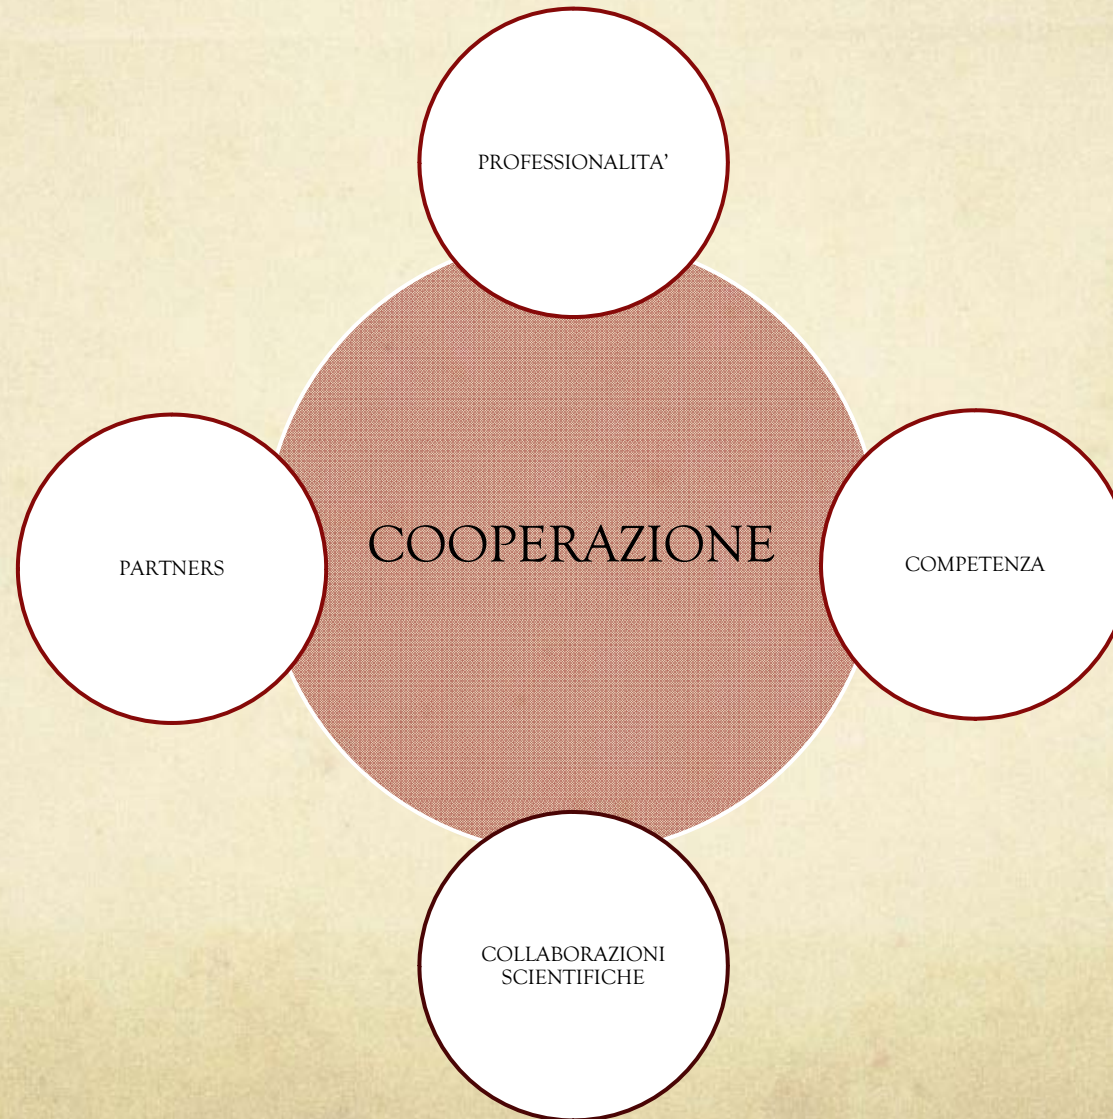 PROFESSIONALITA’
COOPERAZIONE
PARTNERS
COMPETENZA
COLLABORAZIONI
SCIENTIFICHE